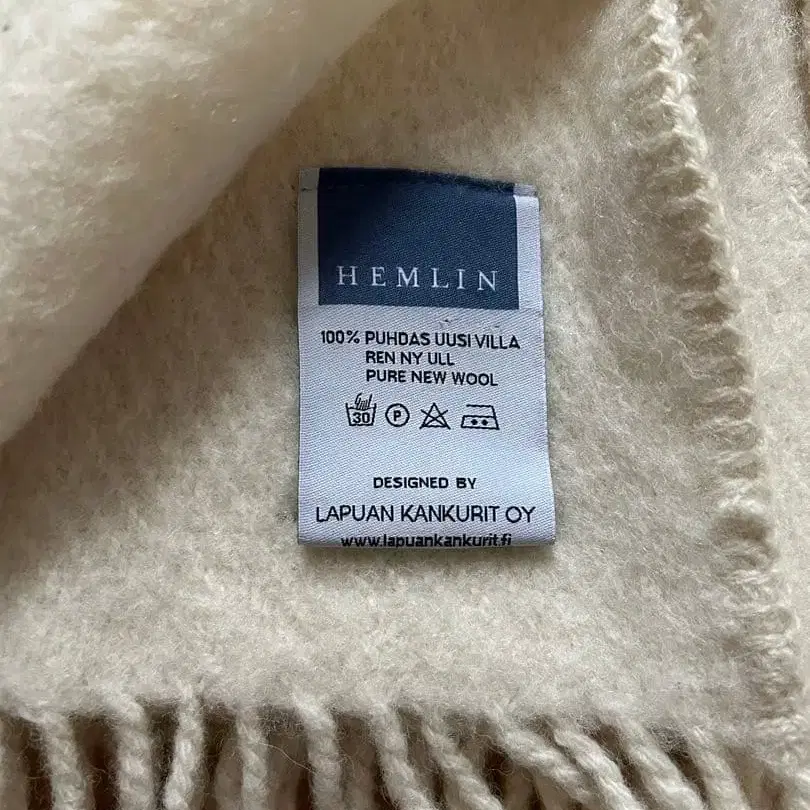 HEMLIN
100% PUHDAS UUSI VILLA
REN NY ULL
PURE NEW WOOL
30 P
DESIGNED BY
LAPUAN KANKURIT OY
www.lapuankankurit.fi